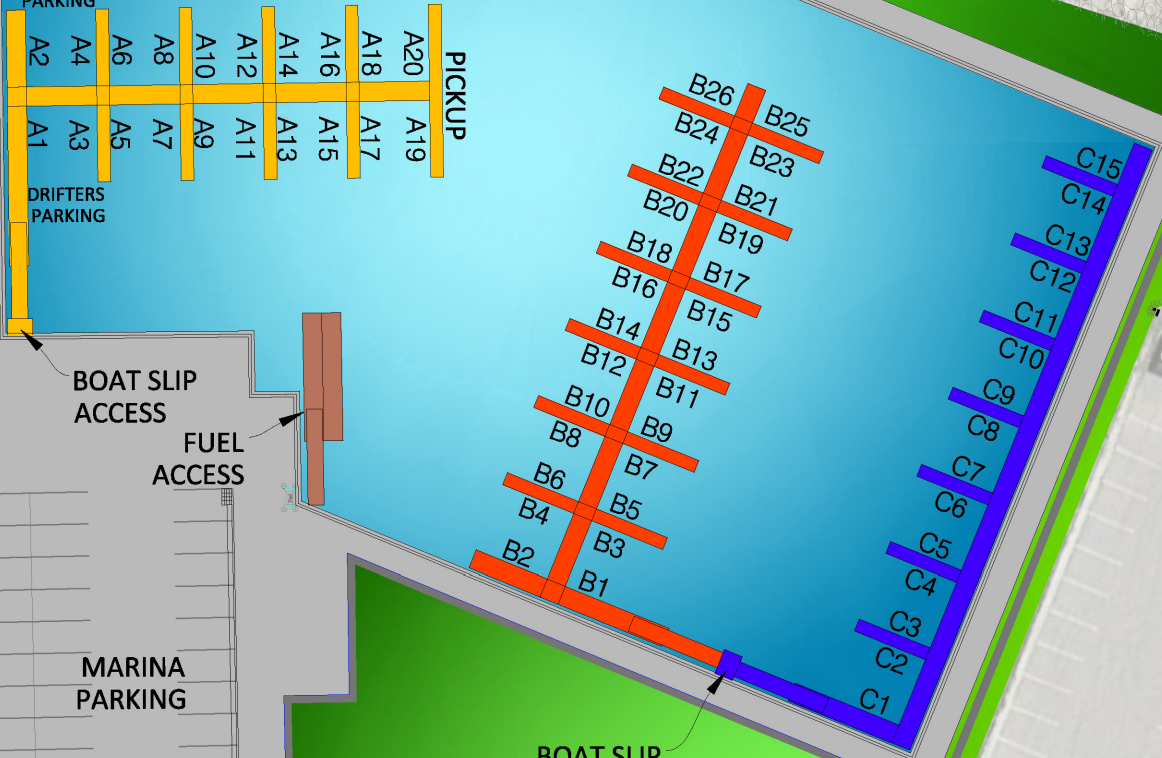 PARKING
A2
A4
A6
A8
A10
A12
A14
A16
A18
A20
PICKUP
A1
A3
A5
A7
A9
A11
A13
A15
A17
A19
DRIFTERS
PARKING
BOAT SLIP
ACCESS
FUEL
ACCESS
MARINA
PARKING
B26
B25
B24
B23
B22
B21
B20
B19
B18
B17
B16
B15
B14
B13
B12
B11
B10
B9
B8
B7
B6
B5
B4
B3
B2
B1
C15
C14
C13
C12
C11
C10
C9
C8
C7
C6
C5
C4
C3
C2
C1
BOAT SLIP